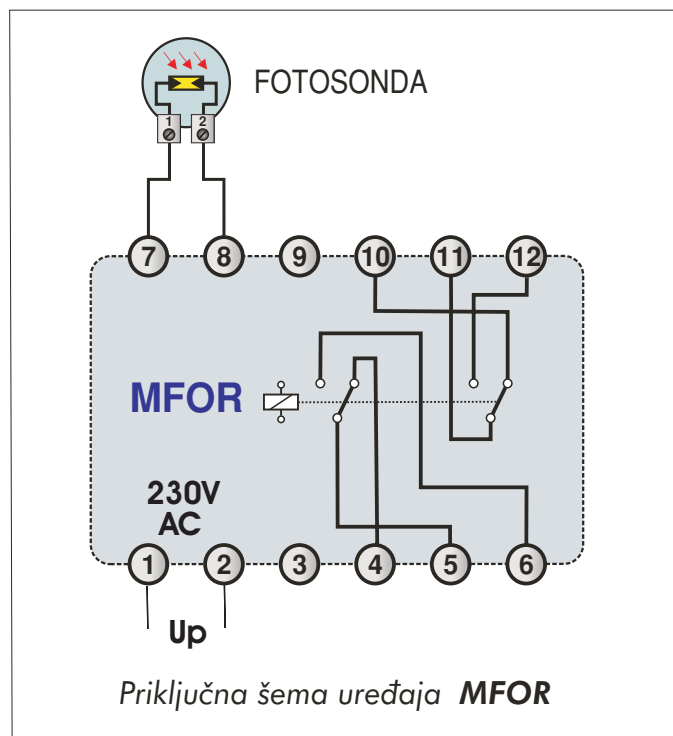 FOTOSONDA
1 2
7 8 9 10 11 12
MFOR
230V
AC
1 2 3 4 5 6
Up
Priključna šema uređaja MFOR